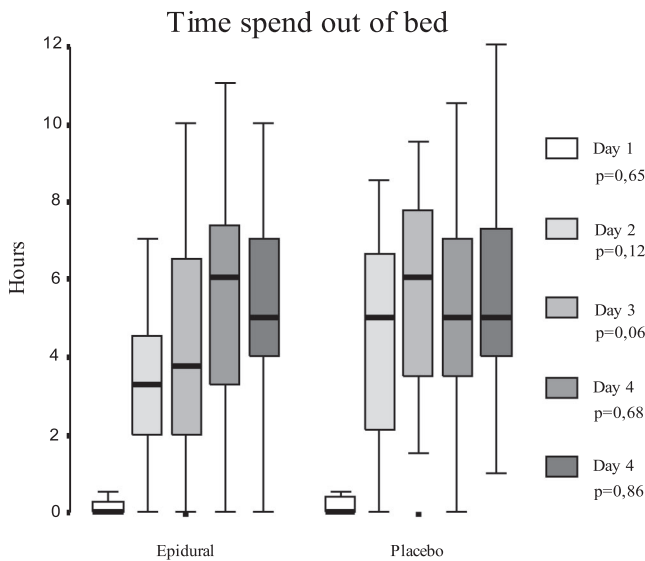 Time spend out of bed
Hours
12
10
8
6
4
2
0
Epidural
Placebo
Day 1
p=0,65
Day 2
p=0,12
Day 3
p=0,06
Day 4
p=0,68
Day 4
p=0,86